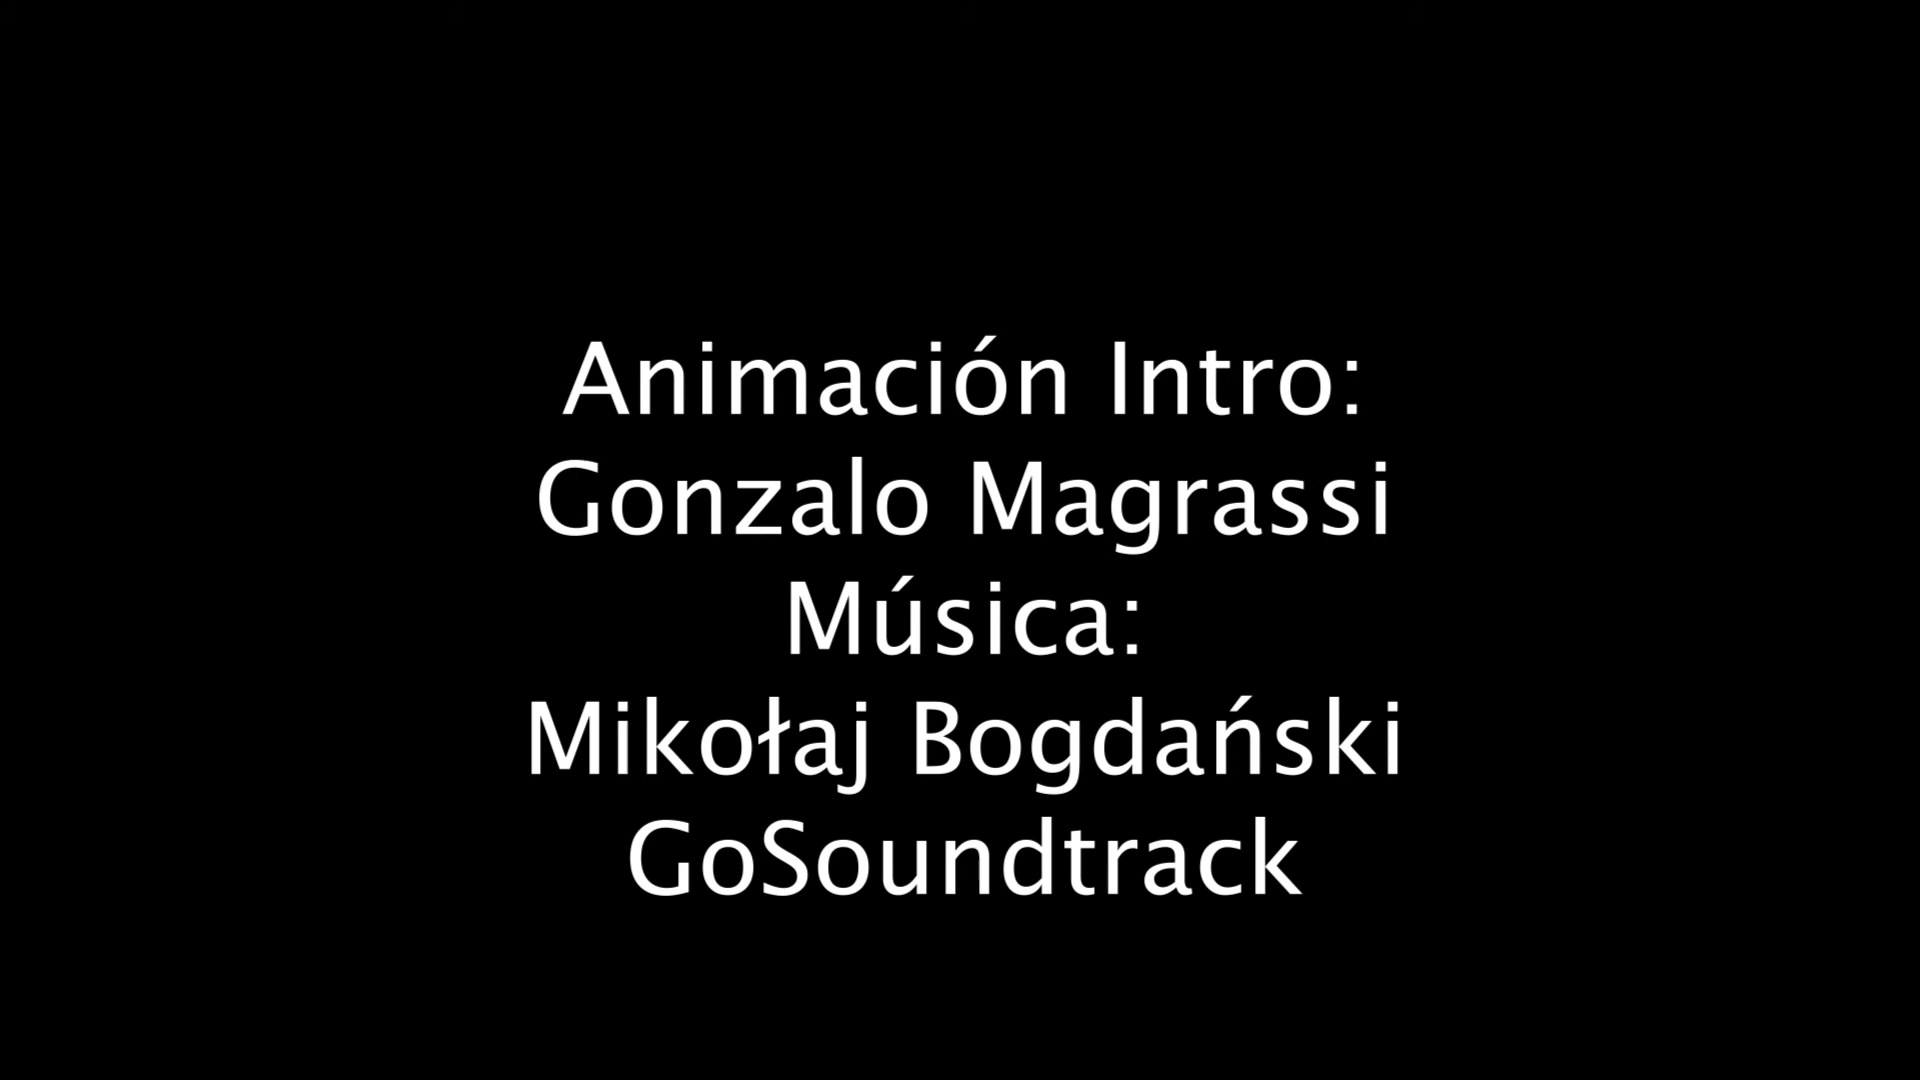 Animación Intro:
Gonzalo Magrassi
Música:
Mikołaj Bogdański
GoSoundtrack